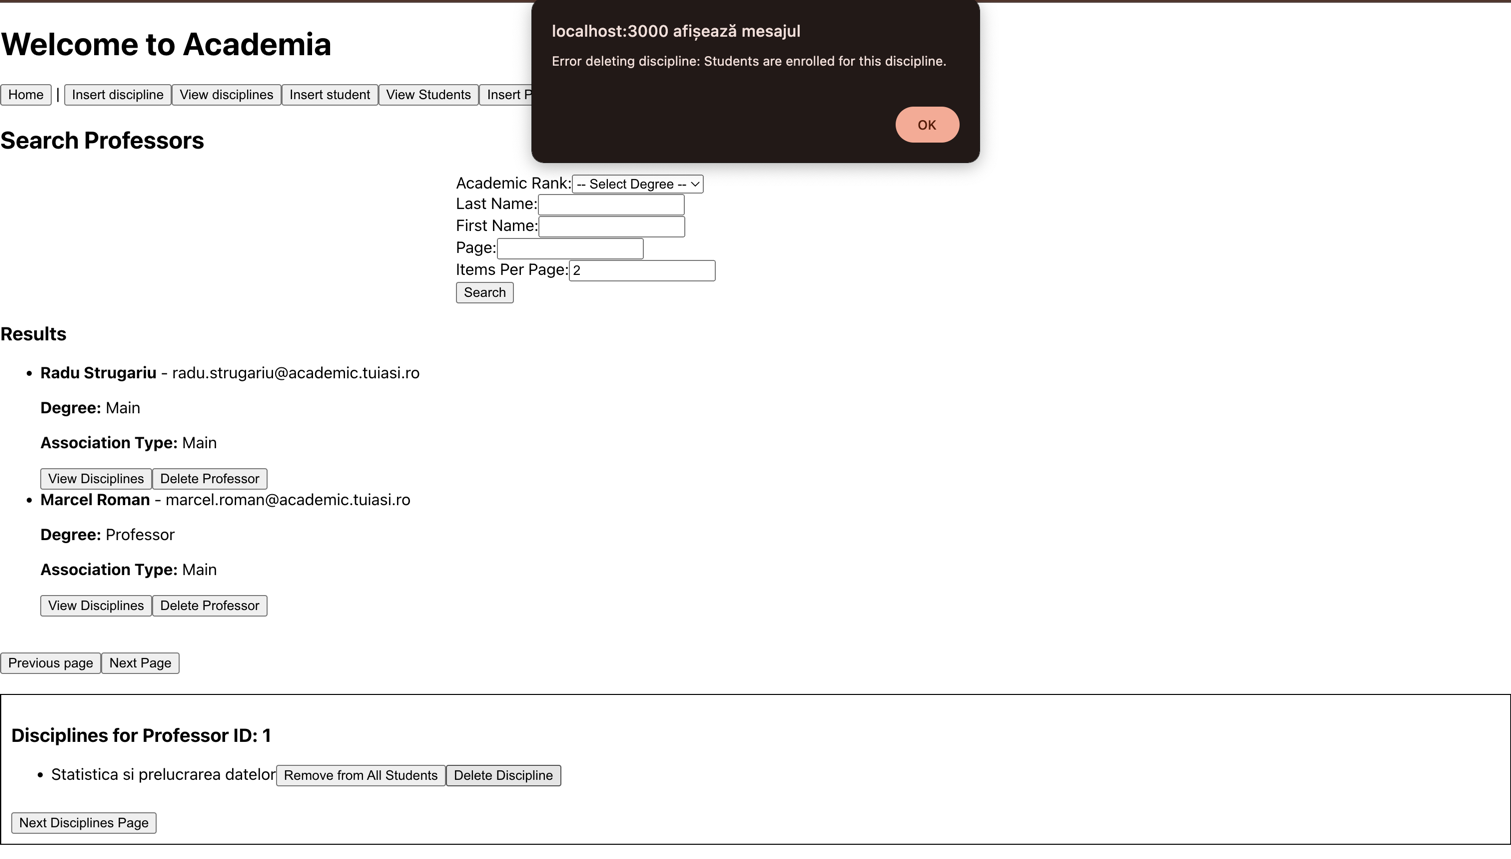 localhost:3000 afișează mesajul
Error deleting discipline: Students are enrolled for this discipline.
OK
Welcome to Academia
Home | Insert discipline View disciplines Insert student View Students Insert P
Search Professors
Academic Rank: -- Select Degree --
Last Name:
First Name:
Page:
Items Per Page: 2
Search
Results
• Radu Strugariu - radu.strugariu@academic.tuiasi.ro
Degree: Main
Association Type: Main
View Disciplines Delete Professor
• Marcel Roman - marcel.roman@academic.tuiasi.ro
Degree: Professor
Association Type: Main
View Disciplines Delete Professor
Previous page Next Page
Disciplines for Professor ID: 1
• Statistica si prelucrarea datelor Remove from All Students Delete Discipline
Next Disciplines Page